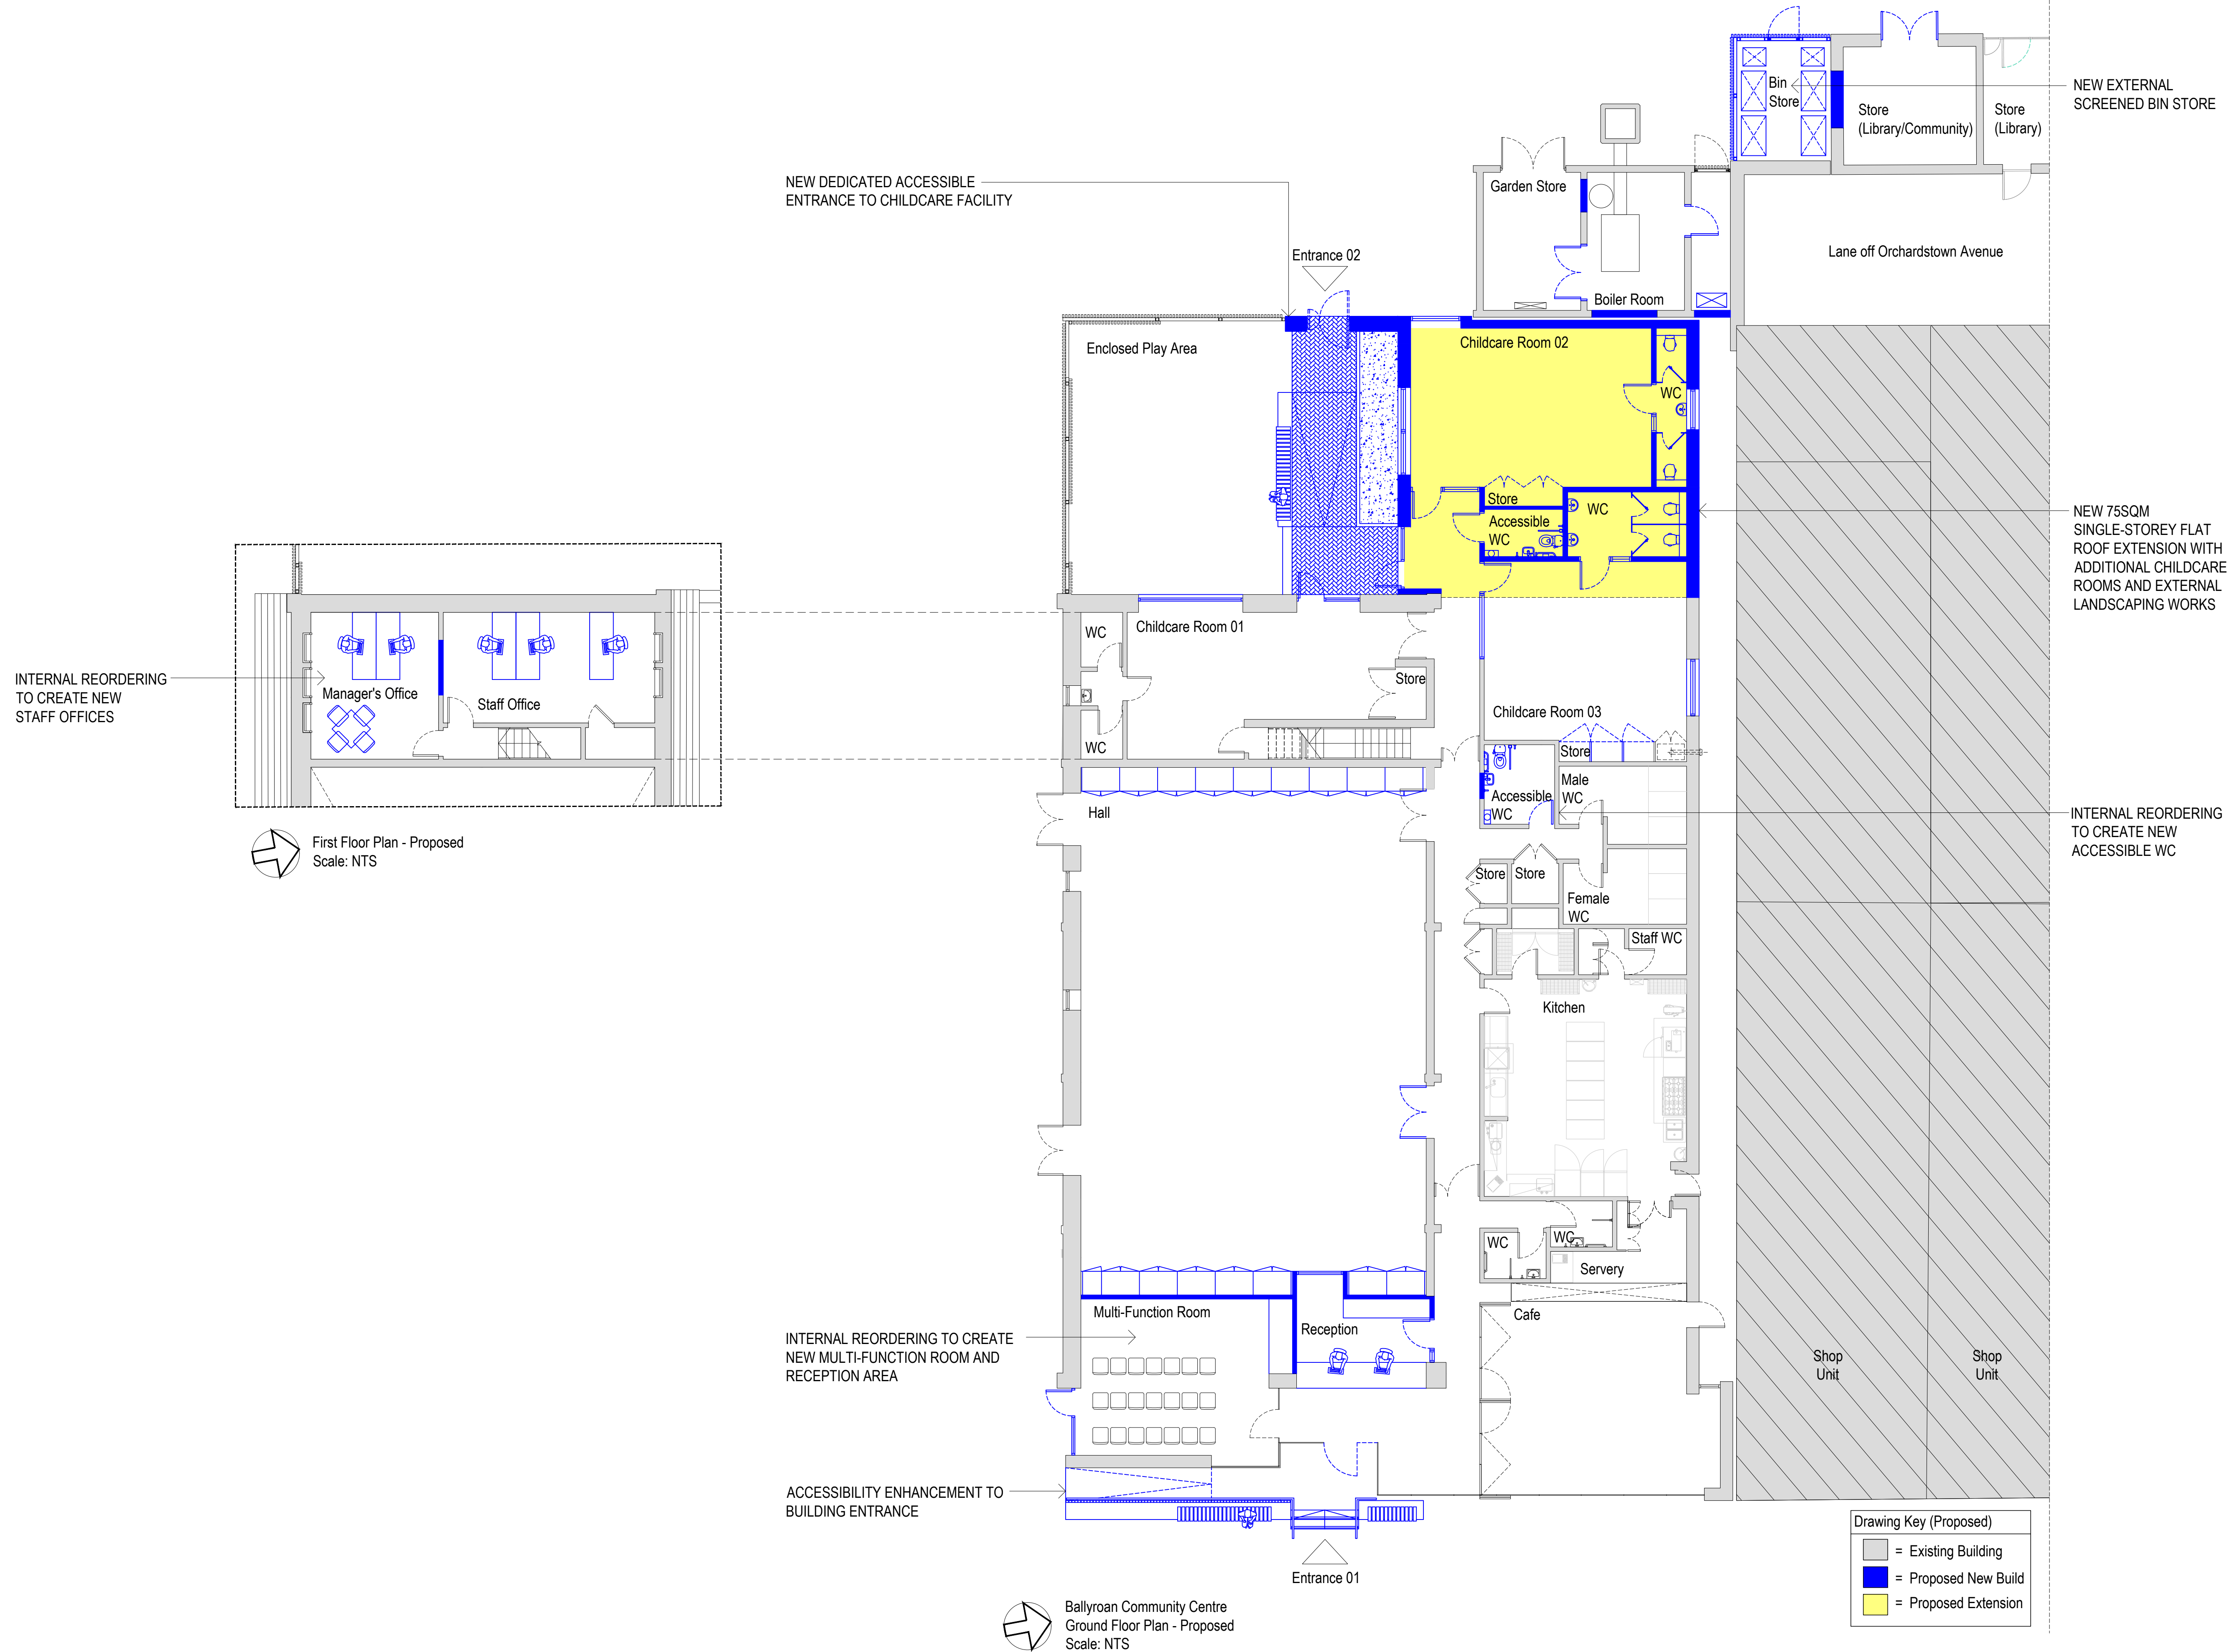 Bin
Store
Store
(Library/Community)
Store
(Library)
NEW EXTERNAL
SCREENED BIN STORE
NEW DEDICATED ACCESSIBLE
ENTRANCE TO CHILDCARE FACILITY
Garden Store
Boiler Room
Lane off Orchardstown Avenue
Entrance 02
Enclosed Play Area
Childcare Room 02
WC
Store
Accessible
WC
WC
NEW 75SQM
SINGLE-STOREY FLAT
ROOF EXTENSION WITH
ADDITIONAL CHILDCARE
ROOMS AND EXTERNAL
LANDSCAPING WORKS
INTERNAL REORDERING
TO CREATE NEW
STAFF OFFICES
Manager's Office
Staff Office
First Floor Plan - Proposed
Scale: NTS
WC
Childcare Room 01
Store
WC
Childcare Room 03
Store
Hall
Accessible
WC
Male
WC
INTERNAL REORDERING
TO CREATE NEW
ACCESSIBLE WC
Store
Store
Female
WC
Staff WC
Kitchen
WC
WC
Servery
Cafe
Multi-Function Room
Reception
INTERNAL REORDERING TO CREATE
NEW MULTI-FUNCTION ROOM AND
RECEPTION AREA
Shop
Unit
Shop
Unit
ACCESSIBILITY ENHANCEMENT TO
BUILDING ENTRANCE
Entrance 01
Drawing Key (Proposed)
= Existing Building
= Proposed New Build
= Proposed Extension
Ballyroan Community Centre
Ground Floor Plan - Proposed
Scale: NTS